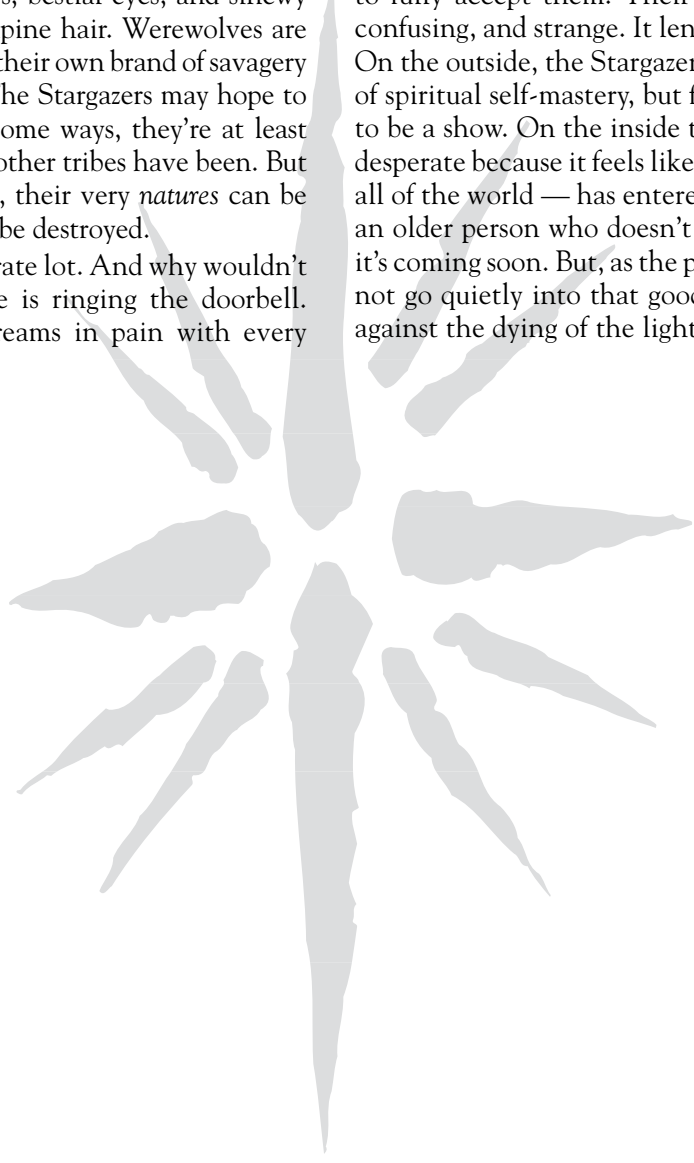 s, bestial eyes, and sinewy
pine hair. Werewolves are
their own brand of savagery
he Stargazers may hope to
ome ways, they're at least
other tribes have been. But
, their very natures can be
be destroyed.
rate lot. And why wouldn't
e is ringing the doorbell.
reams in pain with every
to fully accept them? Their
confusing, and strange. It len
On the outside, the Stargazer
of spiritual self-mastery, but f
to be a show. On the inside t
desperate because it feels like
all of the world — has entere
an older person who doesn't
it's coming soon. But, as the p
not go quietly into that good
against the dying of the light